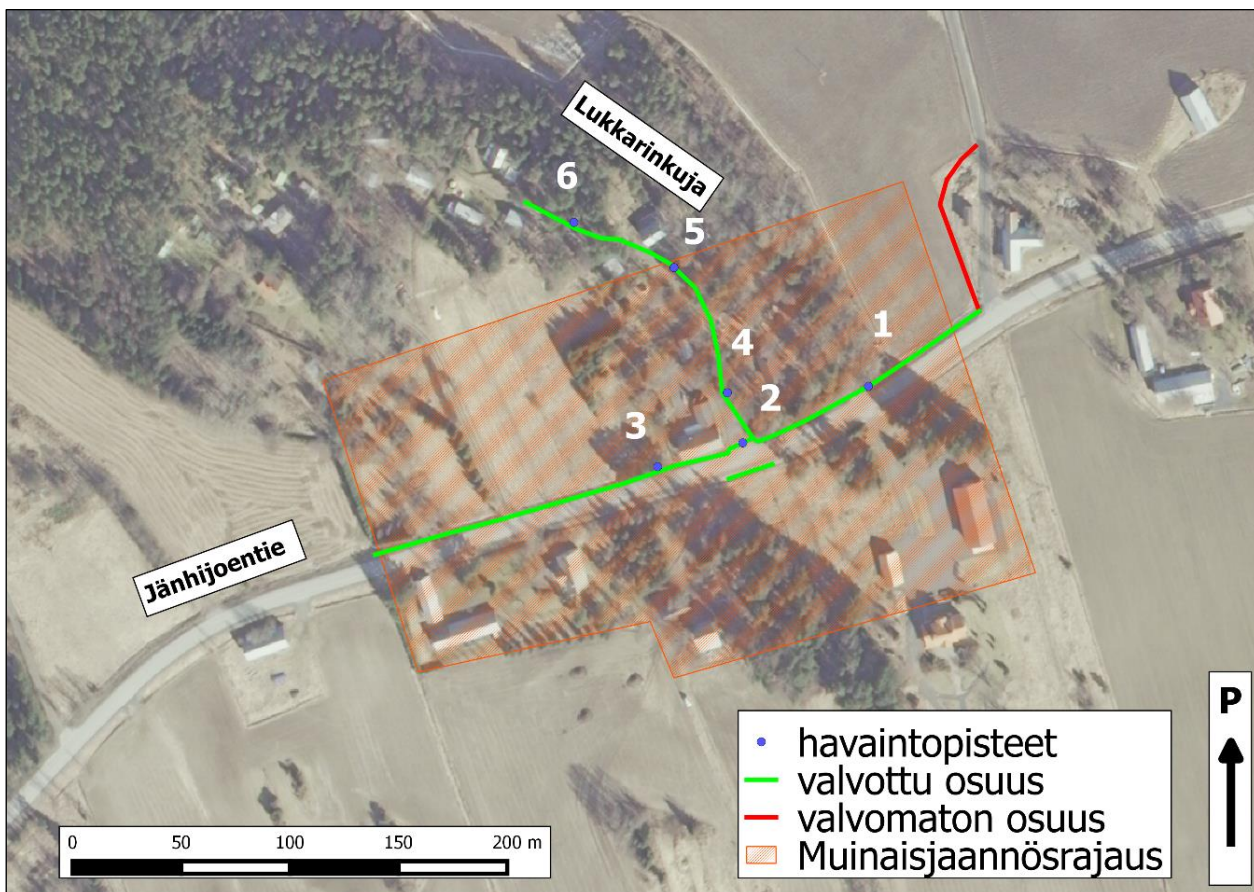 Lukkarinkuja
6
5
4
1
2
3
Jänhijoentie
P
havaintopisteet
valvottu osuus
valvomaton osuus
Muinaisjaannösrajaus
0 50 100 150 200 m